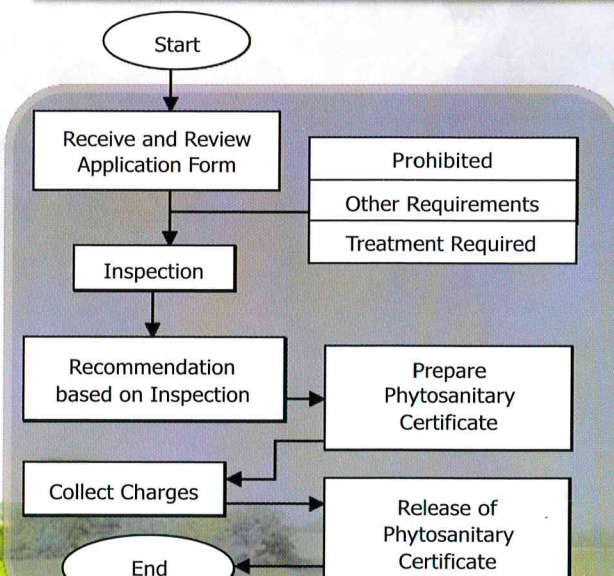 Start
Receive and Review
Application Form
Prohibited
Other Requirements
Treatment Required
Inspection
Recommendation
based on Inspection
Prepare
Phytosanitary
Certificate
Collect Charges
Release of
Phytosanitary
Certificate
End